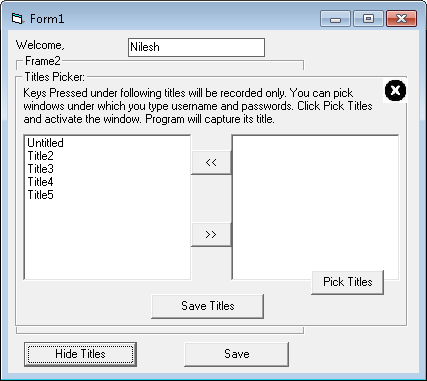 Form1
Welcome,
Nilesh
Frame2
Titles Picker:
Keys Pressed under following titles will be recorded only. You can pick
windows under which you type username and passwords. Click Pick Titles
and activate the window. Program will capture its title.
Untitled
Title2
Title3
Title4
Title5
<<
>>
Pick Titles
Save Titles
Hide Titles
Save